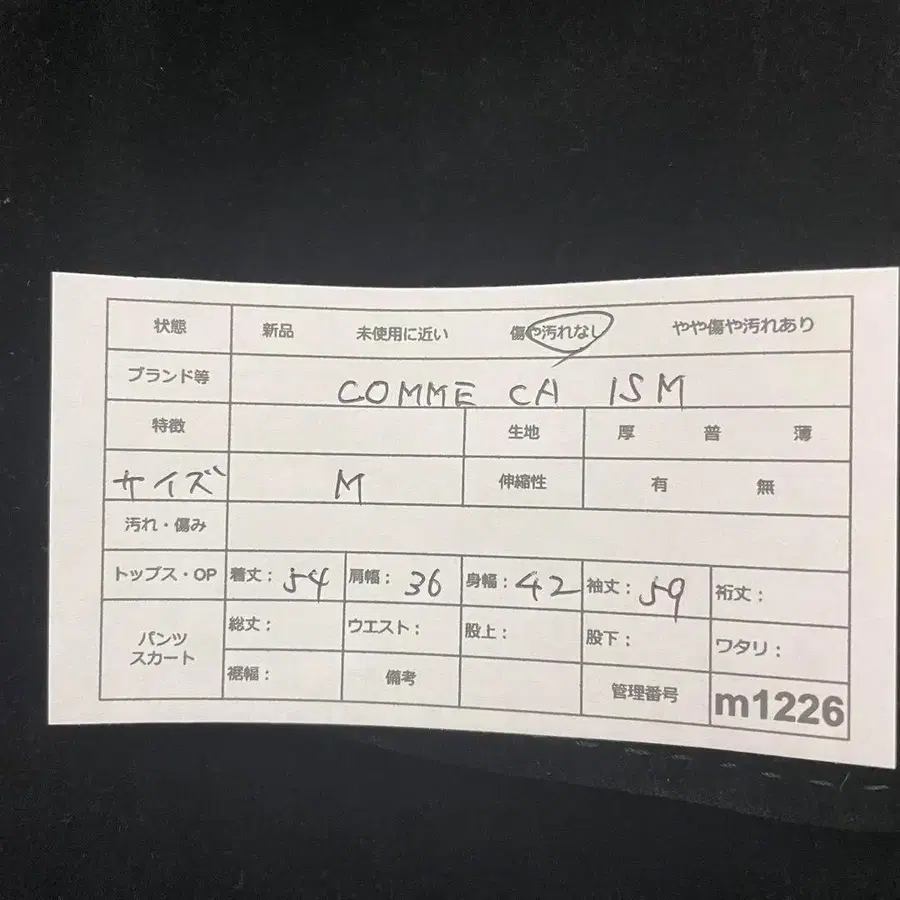 状態 新品 未使用に近い 傷や汚れなし やや傷や汚れあり
ブランド等 COMME CA ISM
特徴 生地 厚 普 薄
サイズ M 伸縮性 有 無
汚れ・傷み
トップス・OP 着丈: 54 肩幅: 36 身幅: 42 袖丈: 59 裄丈:
パンツ
スカート
総丈: ウエスト: 股上: 股下: ワタリ:
裾幅: 備考 管理番号 m1226